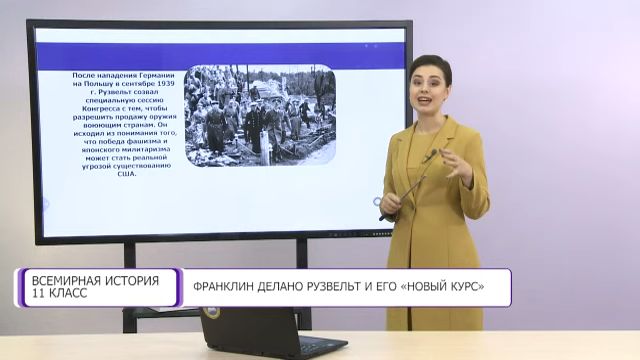 После нападения Германии
на Польшу в сентябре 1939
г. Рузвельт созвал
специальную сессию
Конгресса с тем, чтобы
разрешить продажу оружия
воюющим странам. Он
исходил из понимания того,
что победа фашизма и
японского милитаризма
может стать реальной
угрозой существованию
США.
ВСЕМИРНАЯ ИСТОРИЯ
11 КЛАСС
ФРАНКЛИН ДЕЛАНО РУЗВЕЛЬТ И ЕГО «НОВЫЙ КУРС»